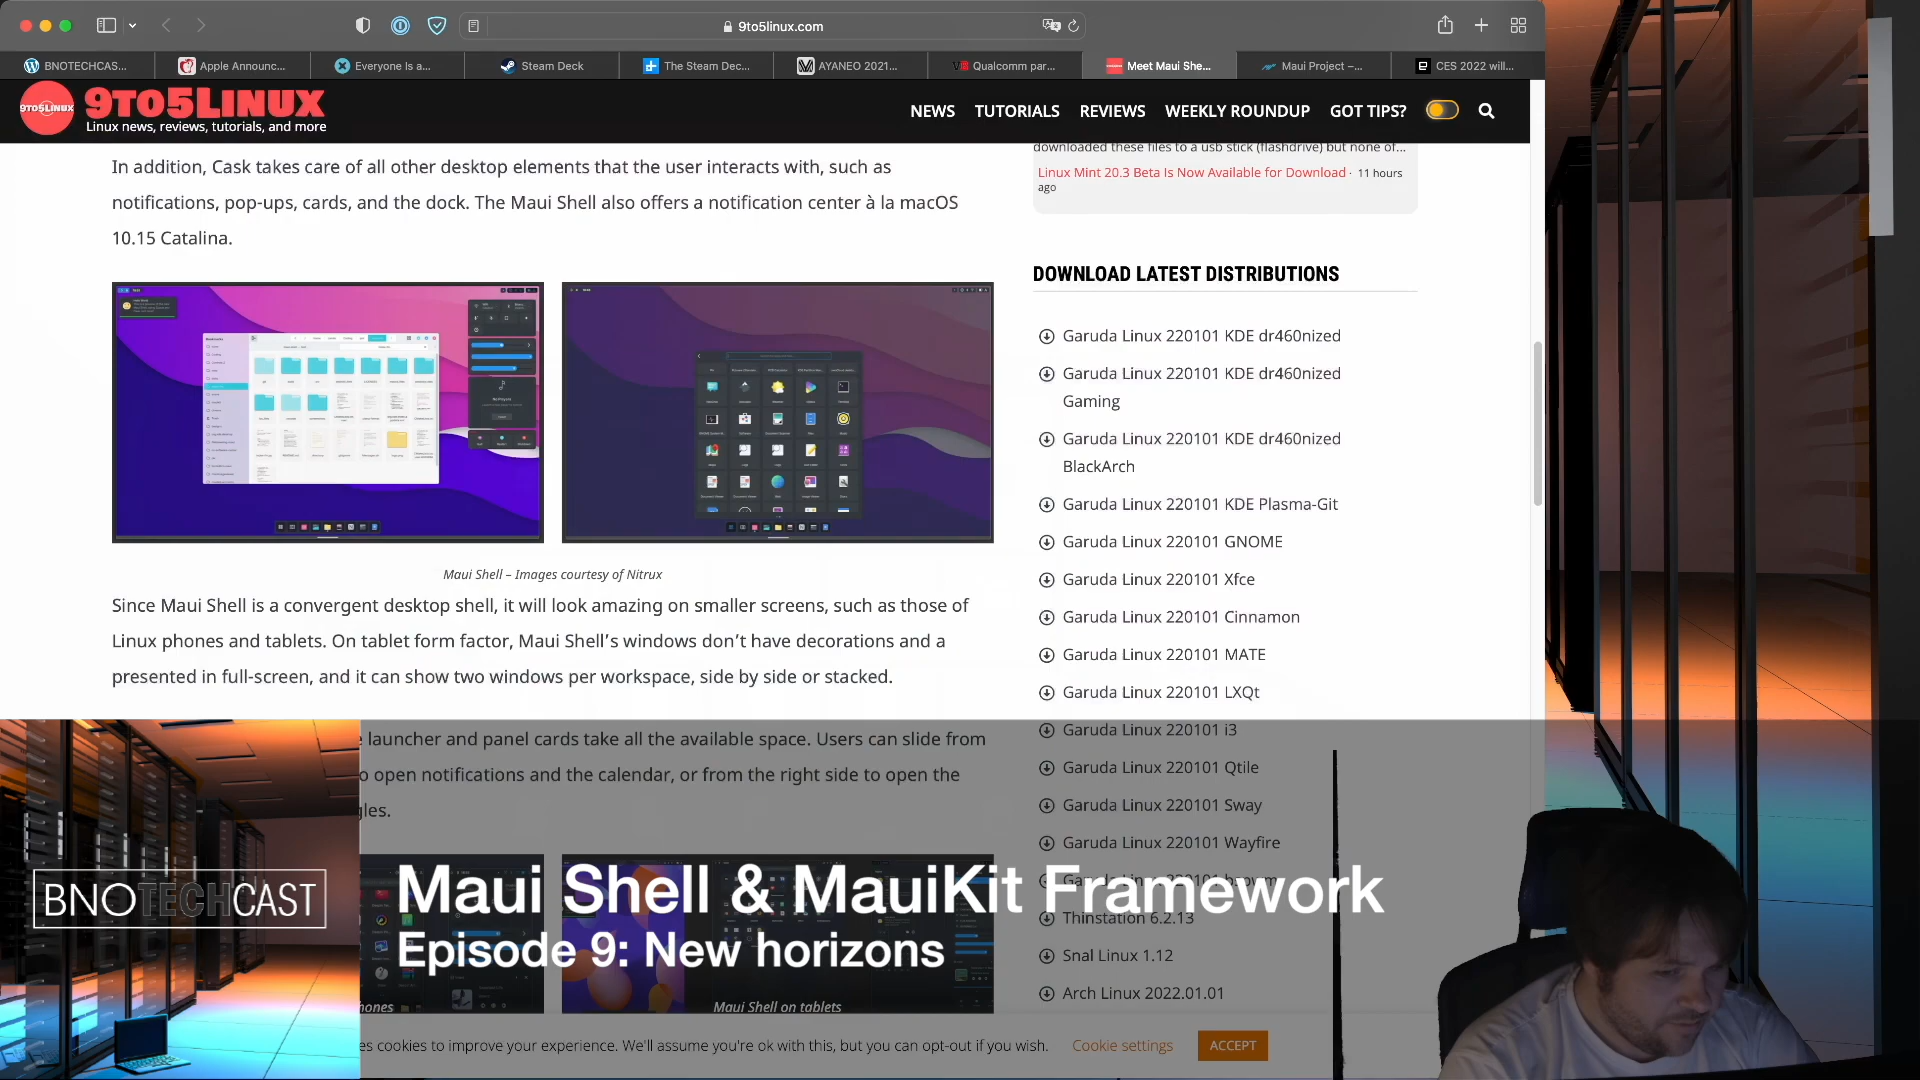 9to5linux.com
BNOTECHCAS...
Apple Announc...
Everyone Is a...
Steam Deck
The Steam Dec...
AYANEO 2021...
Qualcomm par...
Meet Maui She...
Maui Project –...
CES 2022 will...
9TO5LINUX
9TO5LINUX
Linux news, reviews, tutorials, and more
NEWS
TUTORIALS
REVIEWS
WEEKLY ROUNDUP
GOT TIPS?
In addition, Cask takes care of all other desktop elements that the user interacts with, such as
notifications, pop-ups, cards, and the dock. The Maui Shell also offers a notification center à la macOS
10.15 Catalina.
Maui Shell – Images courtesy of Nitrux
Since Maui Shell is a convergent desktop shell, it will look amazing on smaller screens, such as those of
Linux phones and tablets. On tablet form factor, Maui Shell’s windows don’t have decorations and a
presented in full-screen, and it can show two windows per workspace, side by side or stacked.
launcher and panel cards take all the available space. Users can slide from
o open notifications and the calendar, or from the right side to open the
les.
Maui Shell on tablets
downloaded these files to a usb stick (flashdrive) but none of...
Linux Mint 20.3 Beta Is Now Available for Download · 11 hours
ago
DOWNLOAD LATEST DISTRIBUTIONS
Garuda Linux 220101 KDE dr460nized
Garuda Linux 220101 KDE dr460nized
Gaming
Garuda Linux 220101 KDE dr460nized
BlackArch
Garuda Linux 220101 KDE Plasma-Git
Garuda Linux 220101 GNOME
Garuda Linux 220101 Xfce
Garuda Linux 220101 Cinnamon
Garuda Linux 220101 MATE
Garuda Linux 220101 LXQt
Garuda Linux 220101 i3
Garuda Linux 220101 Qtile
Garuda Linux 220101 Sway
Garuda Linux 220101 Wayfire
Garuda Linux 220101 bspwm
Thinstation 6.2.13
Snal Linux 1.12
Arch Linux 2022.01.01
BNOTECHCAST
Maui Shell & MauiKit Framework
Episode 9: New horizons
es cookies to improve your experience. We'll assume you're ok with this, but you can opt-out if you wish.
Cookie settings
ACCEPT